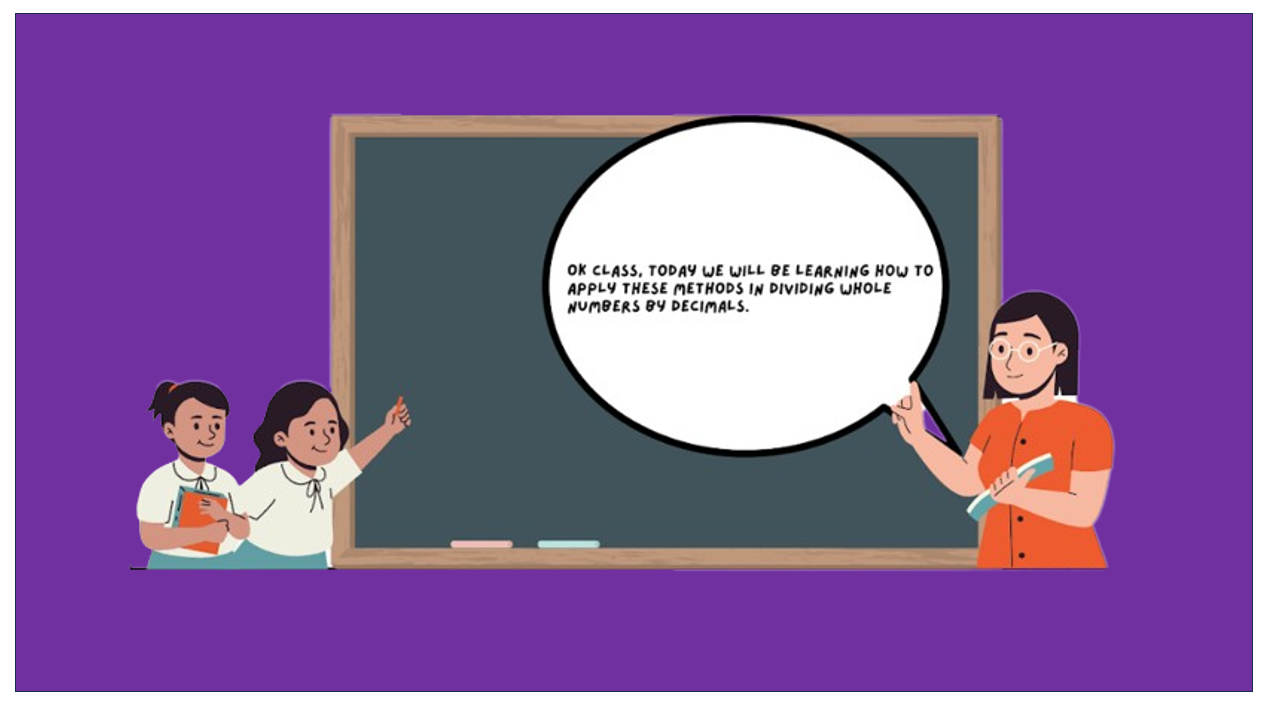 OK CLASS, TODAY WE WILL BE LEARNING HOW TO
APPLY THESE METHODS IN DIVIDING WHOLE
NUMBERS BY DECIMALS.